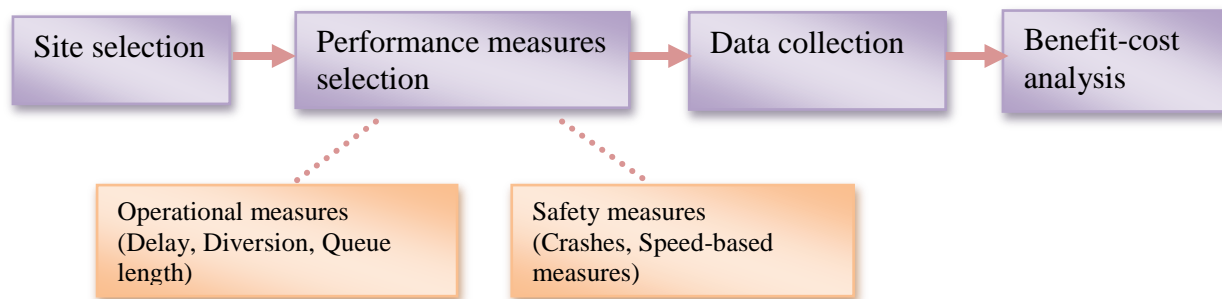 Site selection
Performance measures
selection
Data collection
Benefit-cost
analysis
Operational measures
(Delay, Diversion, Queue
length)
Safety measures
(Crashes, Speed-based
measures)